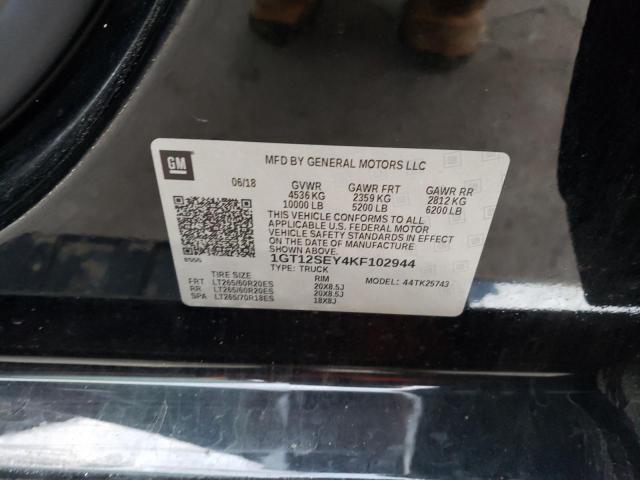 GM
MFD BY GENERAL MOTORS LLC
06/18 GVWR GAWR FRT GAWR RR
4536 KG 2359 KG 2812 KG
10000 LB 5200 LB 6200 LB
THIS VEHICLE CONFORMS TO ALL
APPLICABLE U.S. FEDERAL MOTOR
VEHICLE SAFETY STANDARDS IN EFFECT
ON THE DATE OF MANUFACTURE
SHOWN ABOVE.
1GT12SEY4KF102944
TYPE: TRUCK MODEL: 44TK25743
TIRE SIZE RIM
FRT LT265/60R20ES 20X8.5J
RR LT265/60R20ES 20X8.5J
SPA LT265/70R18ES 18X8J